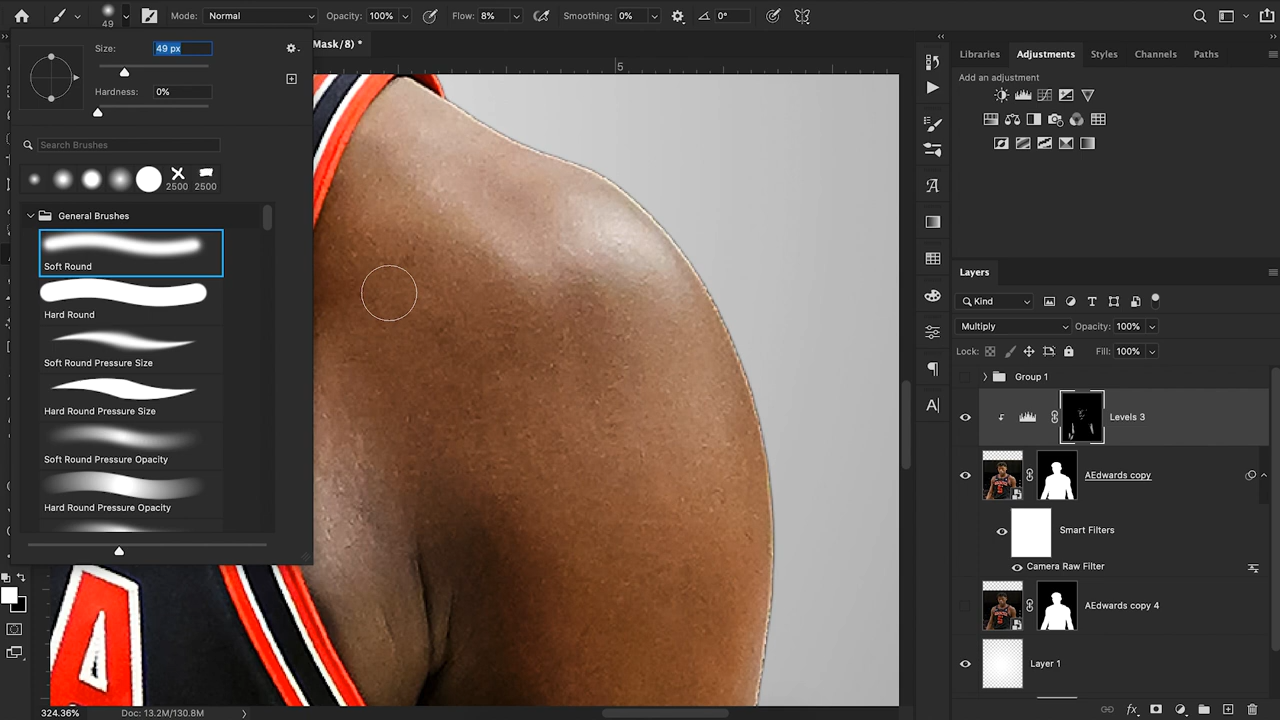 49
Mode: Normal
Opacity: 100%
Flow: 8%
Smoothing: 0%
0°
Size: 49 px
Mask/8) *
5
Hardness: 0%
Search Brushes
2500 2500
General Brushes
Soft Round
Hard Round
Soft Round Pressure Size
Hard Round Pressure Size
Soft Round Pressure Opacity
Hard Round Pressure Opacity
Libraries Adjustments Styles Channels Paths
Add an adjustment
Layers
Kind
Multiply Opacity: 100%
Lock: Fill: 100%
Group 1
Levels 3
AEdwards copy
Smart Filters
Camera Raw Filter
AEdwards copy 4
Layer 1
324.36% Doc: 13.2M/130.8M